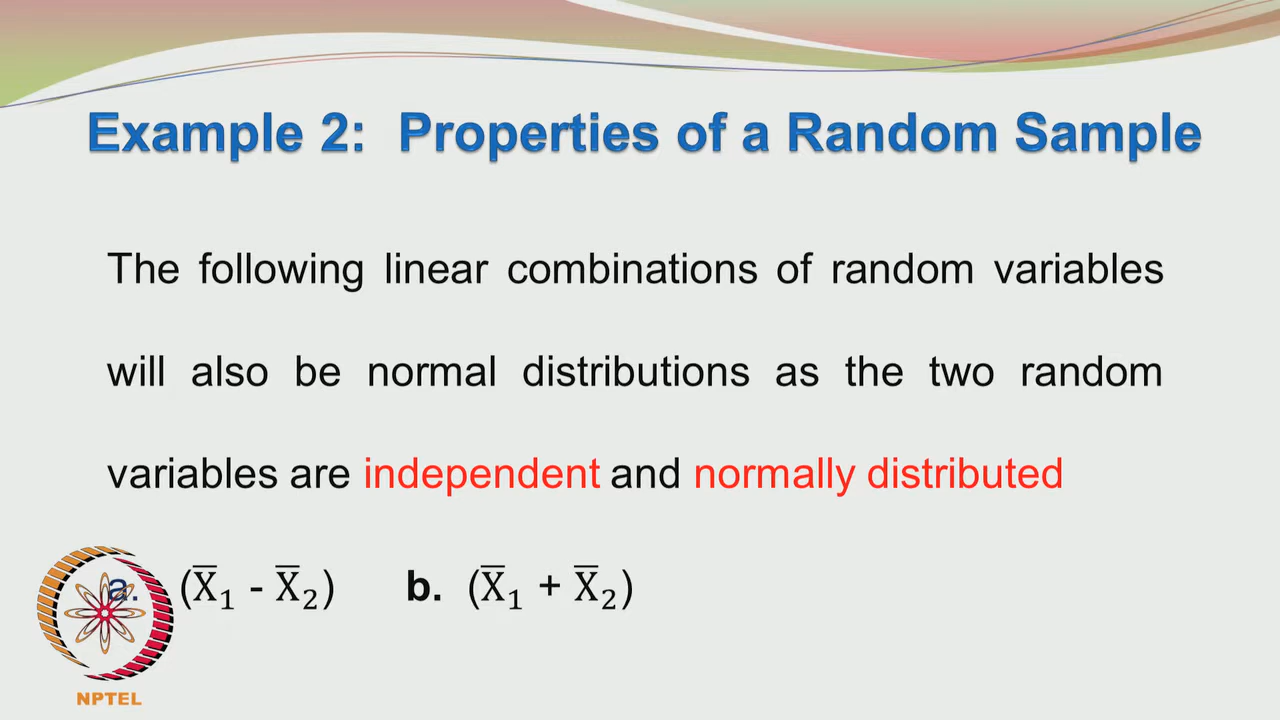 Example 2: Properties of a Random Sample
The following linear combinations of random variables
will also be normal distributions as the two random
variables are independent and normally distributed
a. (X̅₁ - X̅₂) b. (X̅₁ + X̅₂)
NPTEL